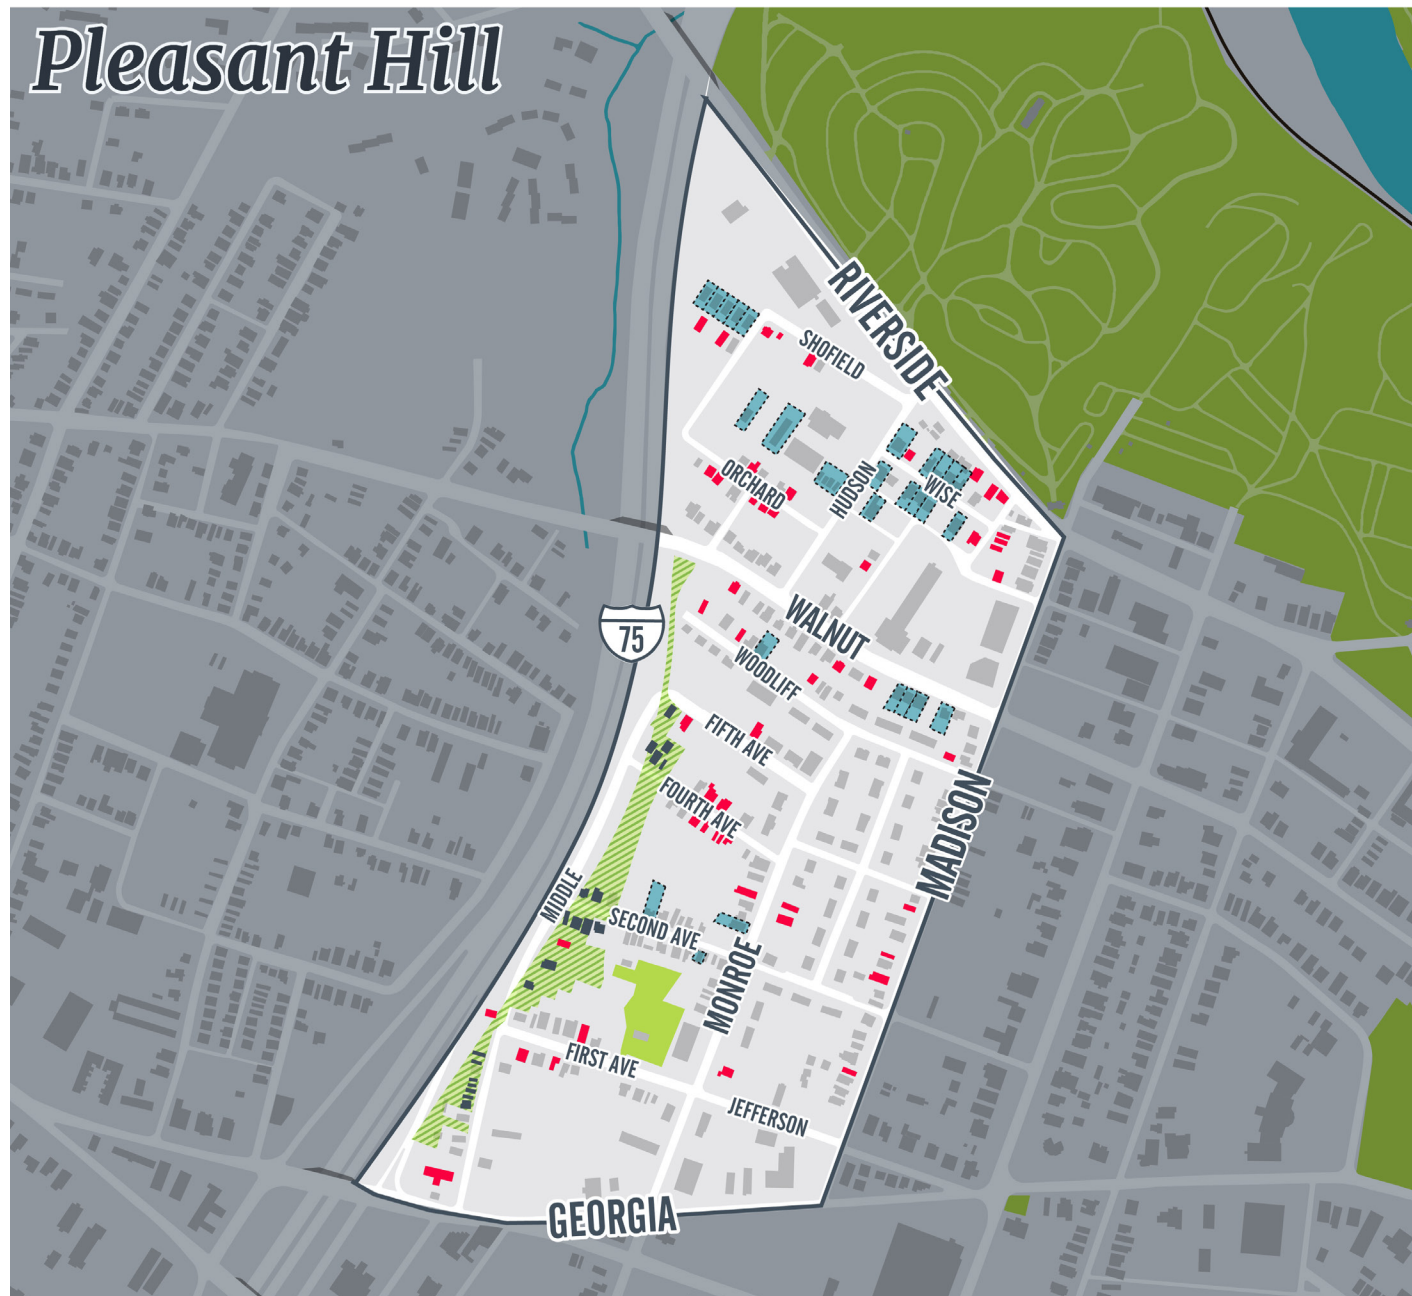 Pleasant Hill
RIVERSIDE
SHOFIELD
ORCHARD
HUDSON
WISE
WALNUT
75
WOODLIFF
FIFTH AVE
FOURTH AVE
MADISON
MIDDLE
SECOND AVE
MONROE
FIRST AVE
JEFFERSON
GEORGIA